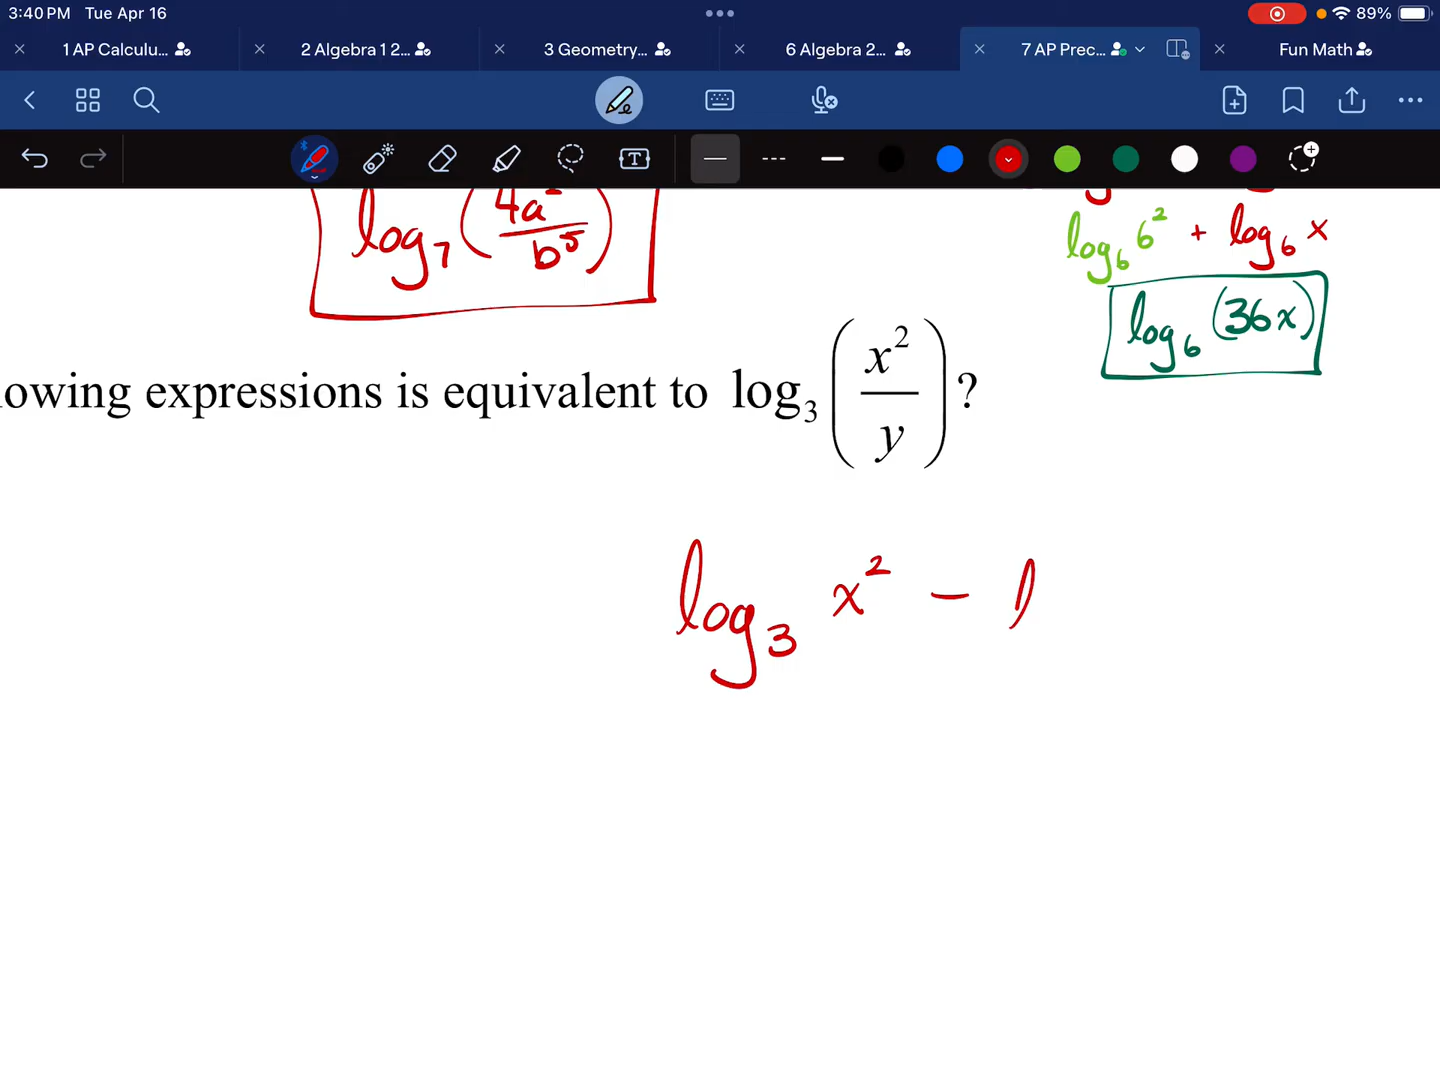 3:40 PM Tue Apr 16
89%
1 AP Calculu...
2 Algebra 1 2...
3 Geometry...
6 Algebra 2...
7 AP Prec...
Fun Math
log₇ (4a²/b⁵)
log₆ 6² + log₆ x
log₆ (36x)
lowing expressions is equivalent to log₃ (x²/y)?
log₃ x² - l